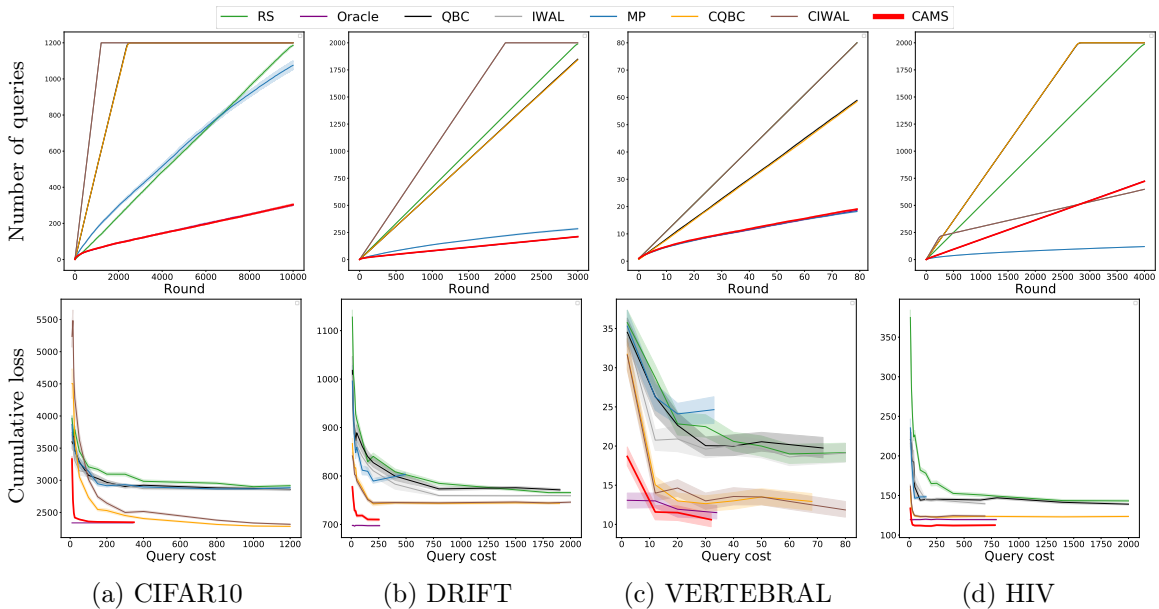 RS Oracle QBC IWAL MP CQBC CIWAL CAMS
Number of queries
1200
1000
800
600
400
200
0
0 2000 4000 6000 8000 10000
Round
2000
1750
1500
1250
1000
750
500
250
0
0 500 1000 1500 2000 2500 3000
Round
80
70
60
50
40
30
20
10
0
0 10 20 30 40 50 60 70 80
Round
2000
1750
1500
1250
1000
750
500
250
0
0 500 1000 1500 2000 2500 3000 3500 4000
Round
Cumulative loss
5500
5000
4500
4000
3500
3000
2500
0 200 400 600 800 1000 1200
Query cost
1100
1000
900
800
700
0 250 500 750 1000 1250 1500 1750 2000
Query cost
35
30
25
20
15
10
0 10 20 30 40 50 60 70 80
Query cost
350
300
250
200
150
100
0 250 500 750 1000 1250 1500 1750 2000
Query cost
(a) CIFAR10
(b) DRIFT
(c) VERTEBRAL
(d) HIV